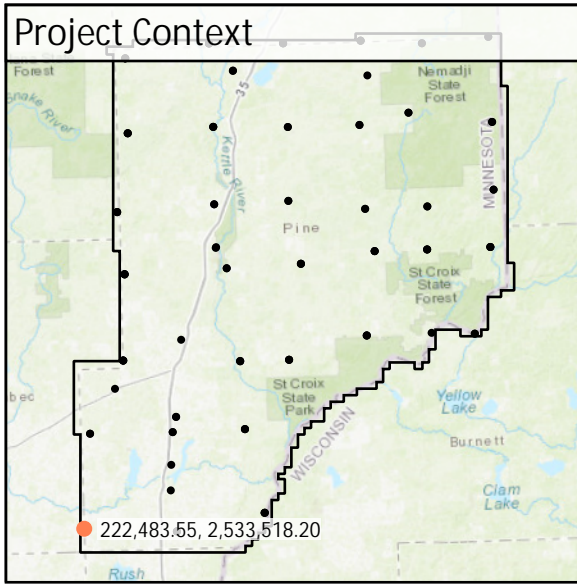 Project Context
Forest
Snake River
Nemadji
State
Forest
35
MINNESOTA
Kettle River
Pine
St Croix
State
Forest
St Croix
State
Park
bec
WISCONSIN
Yellow
Lake
Burnett
Clam
Lake
222,483.55, 2,533,518.20
Rush